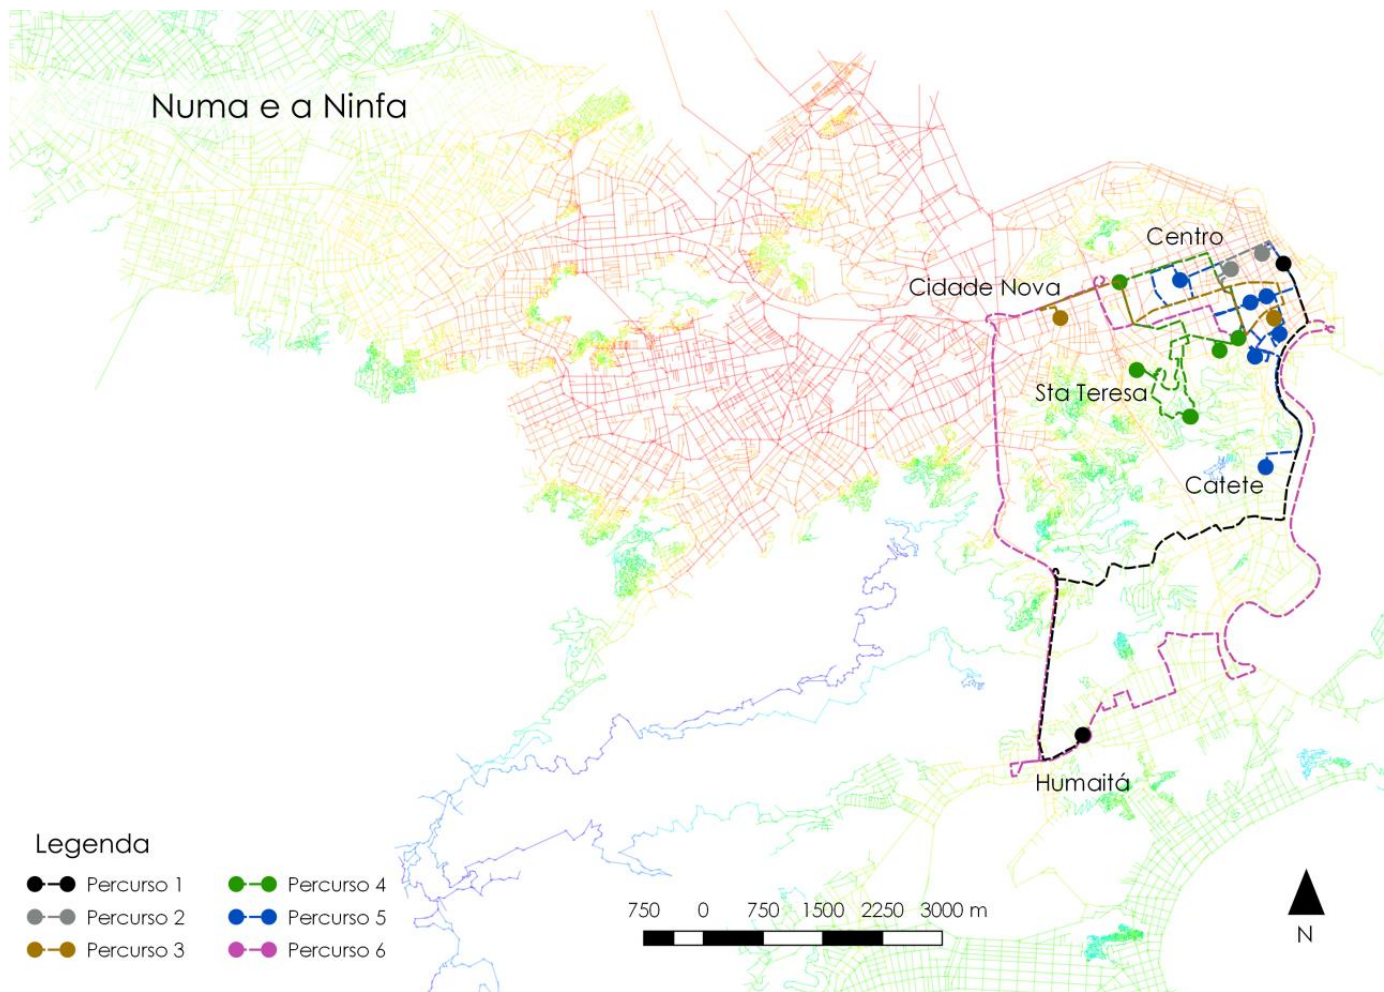 Numa e a Ninfa
Centro
Cidade Nova
Sta Teresa
Catete
Humaitá
Legenda
Percurso 1
Percurso 4
Percurso 2
Percurso 5
Percurso 3
Percurso 6
750 0 750 1500 2250 3000 m
N